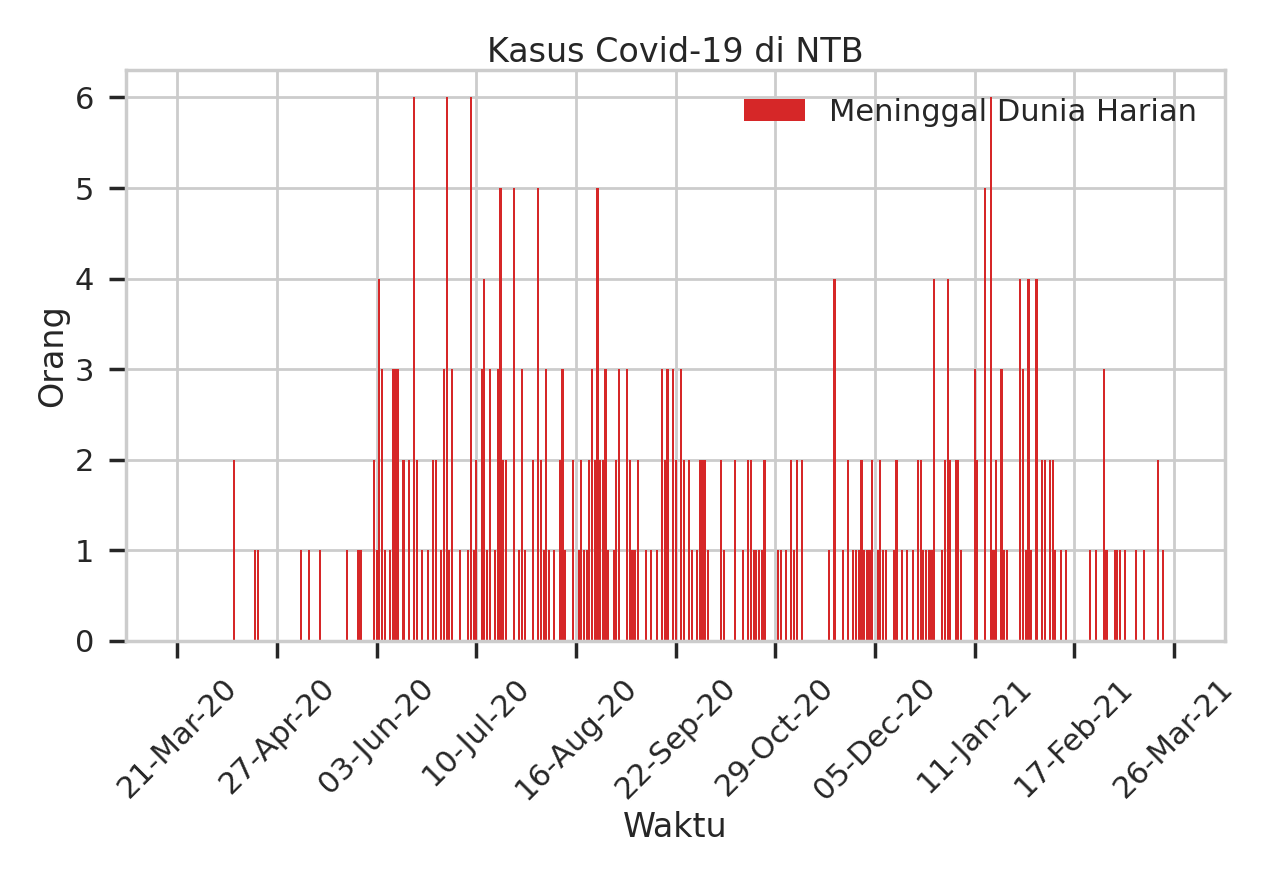 Kasus Covid-19 di NTB
Meninggal Dunia Harian
6
5
4
3
2
1
0
Orang
21-Mar-20
27-Apr-20
03-Jun-20
10-Jul-20
16-Aug-20
22-Sep-20
29-Oct-20
05-Dec-20
11-Jan-21
17-Feb-21
26-Mar-21
Waktu